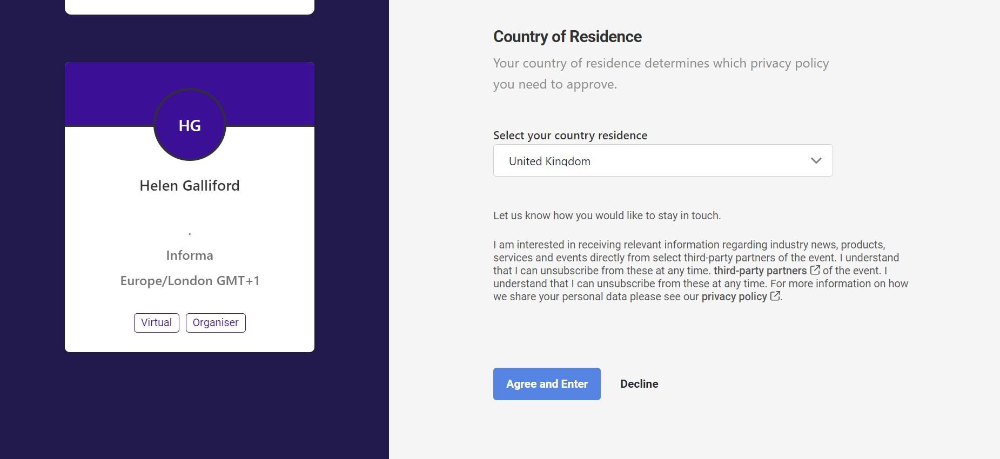 HG
Helen Galliford
.
Informa
Europe/London GMT+1
Virtual
Organiser
Country of Residence
Your country of residence determines which privacy policy
you need to approve.
Select your country residence
United Kingdom
Let us know how you would like to stay in touch.
I am interested in receiving relevant information regarding industry news, products,
services and events directly from select third-party partners of the event. I understand
that I can unsubscribe from these at any time. third-party partners of the event. I
understand that I can unsubscribe from these at any time. For more information on how
we share your personal data please see our privacy policy.
Agree and Enter
Decline